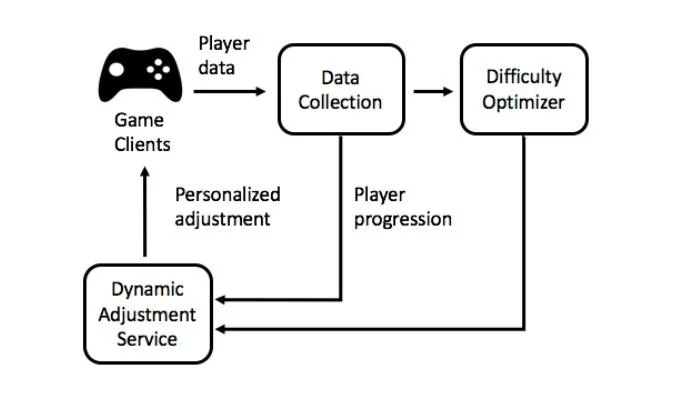 Player
data
Data
Collection
Difficulty
Optimizer
Game
Clients
Personalized
adjustment
Player
progression
Dynamic
Adjustment
Service